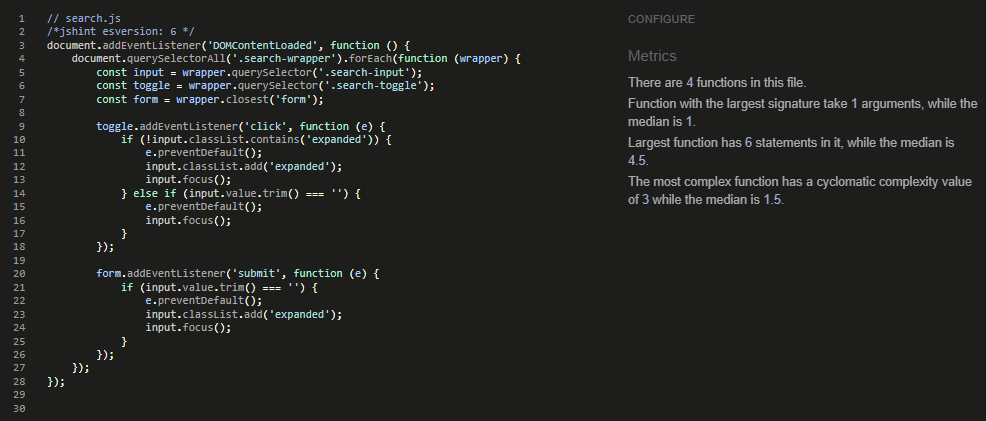 1 // search.js
2 /*jshint esversion: 6 */
3 document.addEventListener('DOMContentLoaded', function () {
4     document.querySelectorAll('.search-wrapper').forEach(function (wrapper) {
5         const input = wrapper.querySelector('.search-input');
6         const toggle = wrapper.querySelector('.search-toggle');
7         const form = wrapper.closest('form');
8
9         toggle.addEventListener('click', function (e) {
10             if (!input.classList.contains('expanded')) {
11                 e.preventDefault();
12                 input.classList.add('expanded');
13                 input.focus();
14             } else if (input.value.trim() === '') {
15                 e.preventDefault();
16                 input.focus();
17             }
18         });
19
20         form.addEventListener('submit', function (e) {
21             if (input.value.trim() === '') {
22                 e.preventDefault();
23                 input.classList.add('expanded');
24                 input.focus();
25             }
26         });
27     });
28 });
29
30
CONFIGURE
Metrics
There are 4 functions in this file.
Function with the largest signature take 1 arguments, while the
median is 1.
Largest function has 6 statements in it, while the median is
4.5.
The most complex function has a cyclomatic complexity value
of 3 while the median is 1.5.